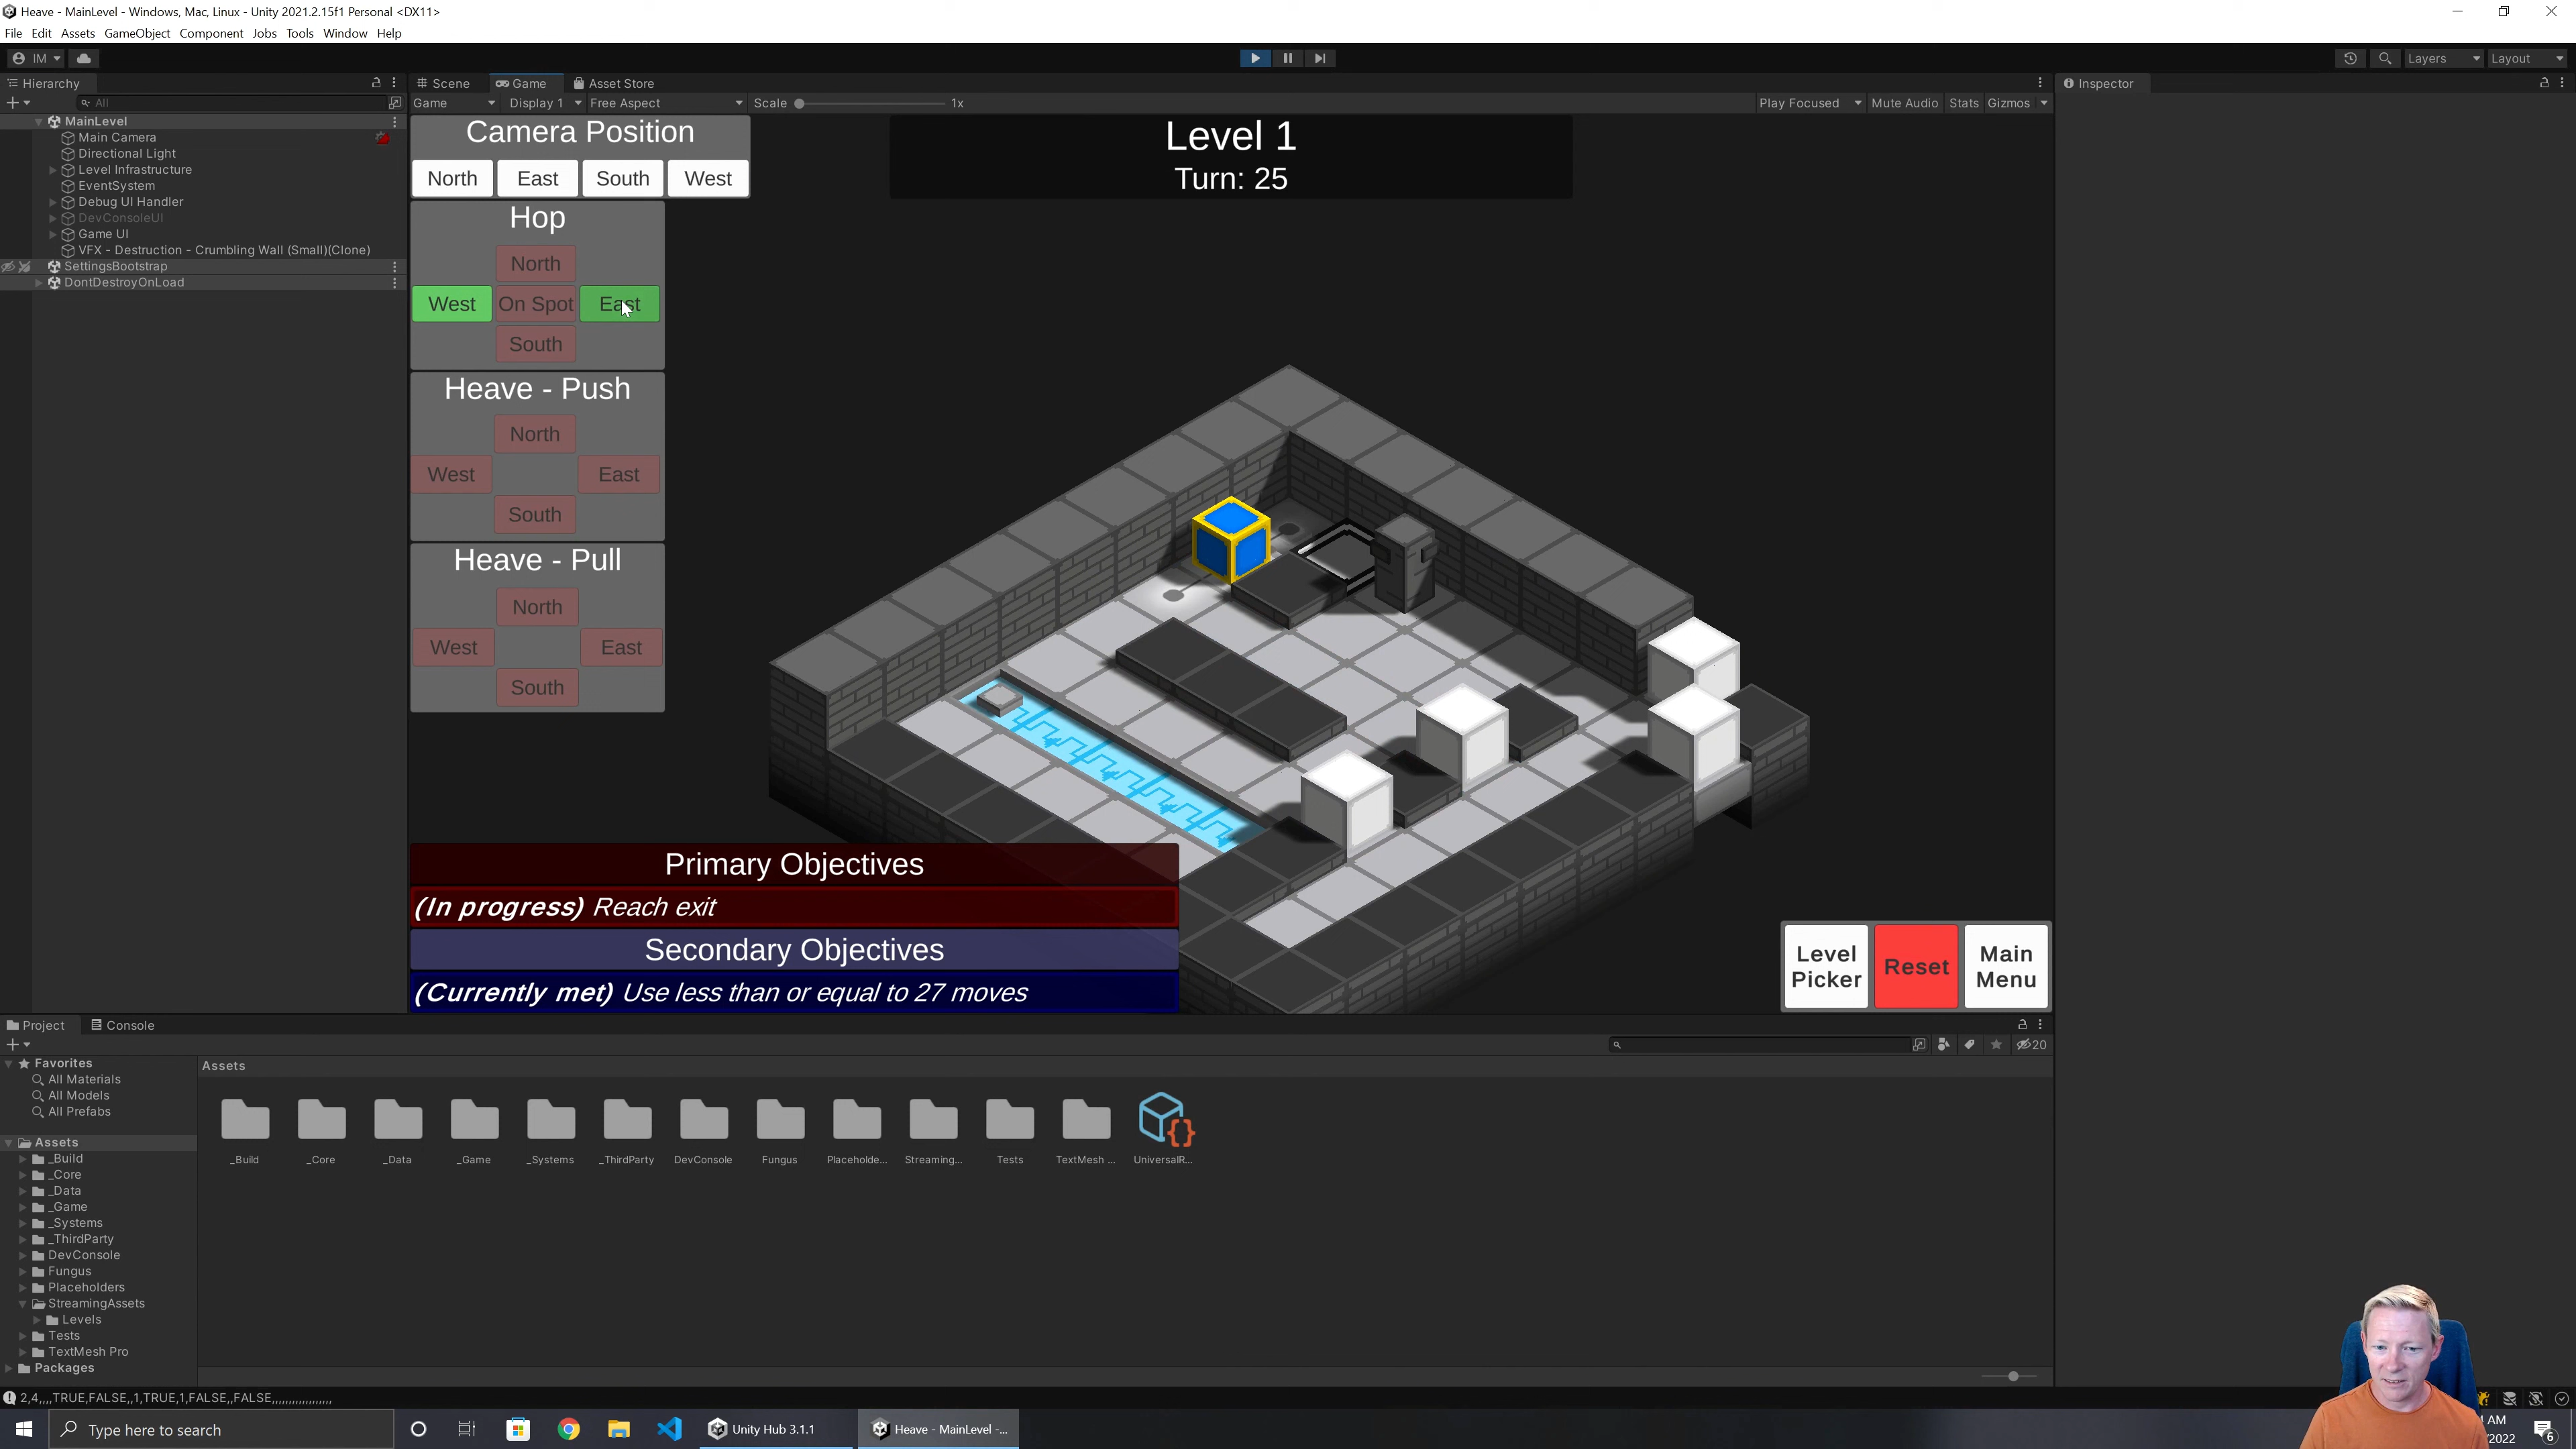 Heave - MainLevel - Windows, Mac, Linux - Unity 2021.2.15f1 Personal <DX11>
File Edit Assets GameObject Component Jobs Tools Window Help
IM Layers Layout
Hierarchy Scene Game Asset Store Inspector
All Game Display 1 Free Aspect Scale 1x Play Focused Mute Audio Stats Gizmos
MainLevel
Main Camera
Directional Light
Level Infrastructure
EventSystem
Debug UI Handler
DevConsoleUI
Game UI
VFX - Destruction - Crumbling Wall (Small)(Clone)
SettingsBootstrap
DontDestroyOnLoad
Camera Position
North East South West
Level 1
Turn: 25
Hop
North
West On Spot East
South
Heave - Push
North
West East
South
Heave - Pull
North
West East
South
Primary Objectives
(In progress) Reach exit
Secondary Objectives
(Currently met) Use less than or equal to 27 moves
Level Picker
Reset
Main Menu
Project Console
20
Favorites
All Materials
All Models
All Prefabs
Assets
_Build
_Core
_Data
_Game
_Systems
_ThirdParty
DevConsole
Fungus
Placeholders
StreamingAssets
Levels
Tests
TextMesh Pro
Packages
Assets
_Build _Core _Data _Game _Systems _ThirdParty DevConsole Fungus Placeholde... Streaming... Tests TextMesh ... UniversalR...
2,4,,,,TRUE,FALSE,,1,TRUE,1,FALSE,,FALSE,,,,,,,,,,,,,,,,,,
Type here to search
Unity Hub 3.1.1
Heave - MainLevel -...
AM
/2022
6